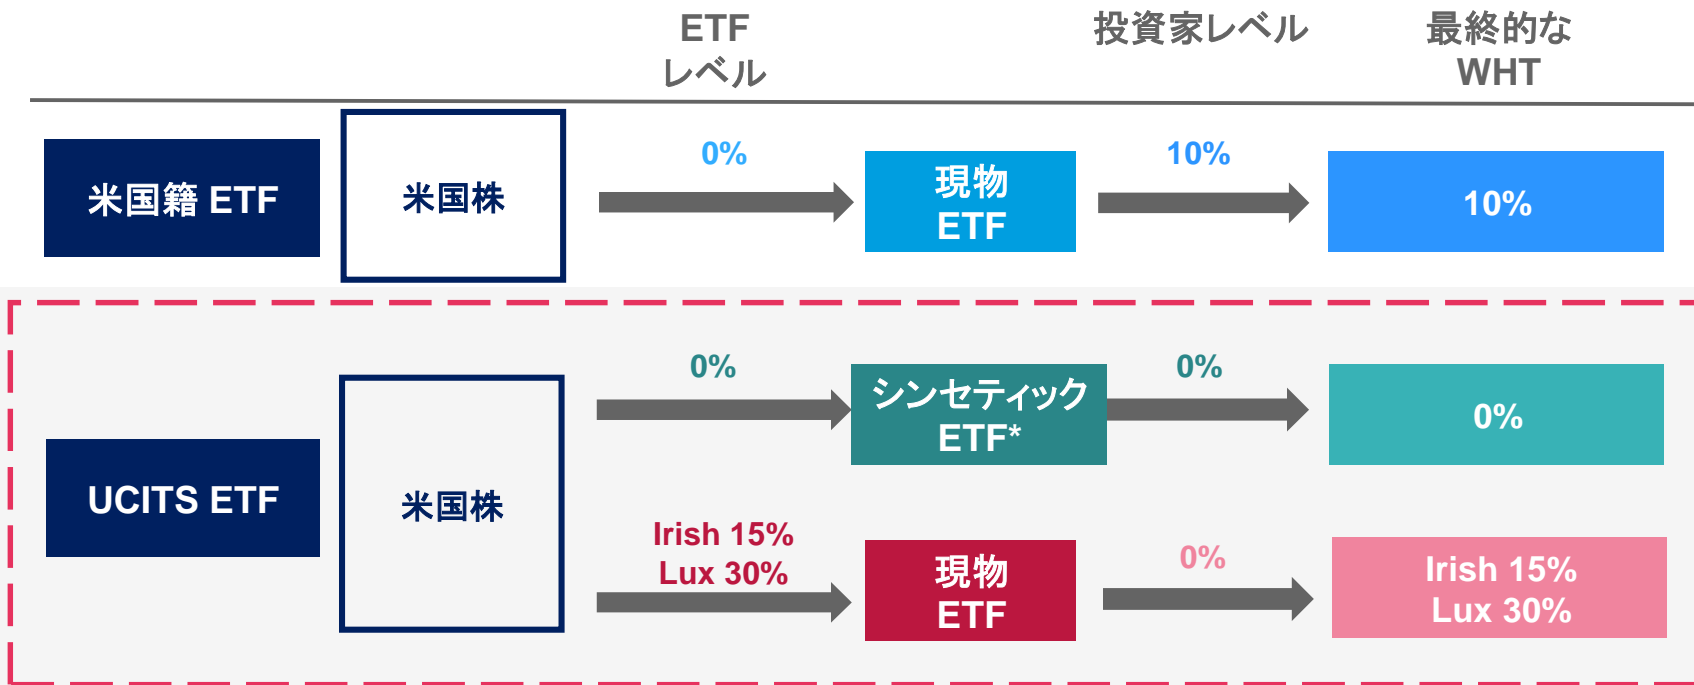 ETF
レベル
投資家レベル
最終的な
WHT
米国籍 ETF
米国株
0%
現物
ETF
10%
10%
UCITS ETF
米国株
0%
シンセティック
ETF*
0%
0%
Irish 15%
Lux 30%
現物
ETF
0%
Irish 15%
Lux 30%